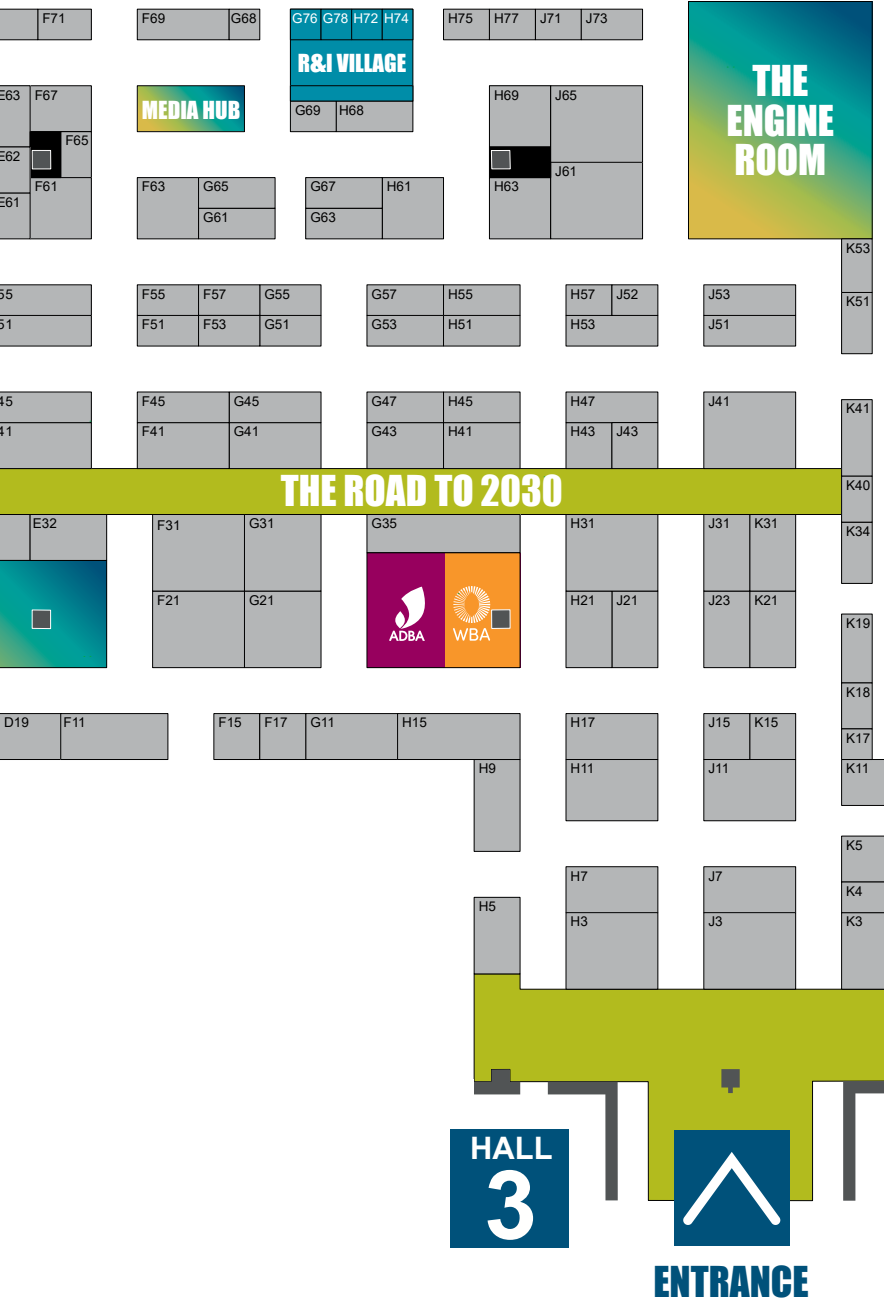 F71 F69 G68 G76 G78 H72 H74 H75 H77 J71 J73
R&I VILLAGE
THE
ENGINE
ROOM
E63 F67 MEDIA HUB G69 H68 H69 J65
F65
E62
F61 F63 G65 G67 H61 H63 J61
E61
G61 G63
K53
55 F55 F57 G55 G57 H55 H57 J52 J53
K51
51 F51 F53 G51 G53 H51 H53 J51
45 F45 G45 G47 H45 H47 J41
K41
41 F41 G41 G43 H41 H43 J43
THE ROAD TO 2030
K40
E32 F31 G31 G35 H31 J31 K31
K34
F21 G21 H21 J21 J23 K21
ADBA WBA
K19
K18
D19 F11 F15 F17 G11 H15 H17 J15 K15
K17
H9 H11 J11 K11
K5
H7 J7
K4
H5 H3 J3 K3
HALL
3
ENTRANCE